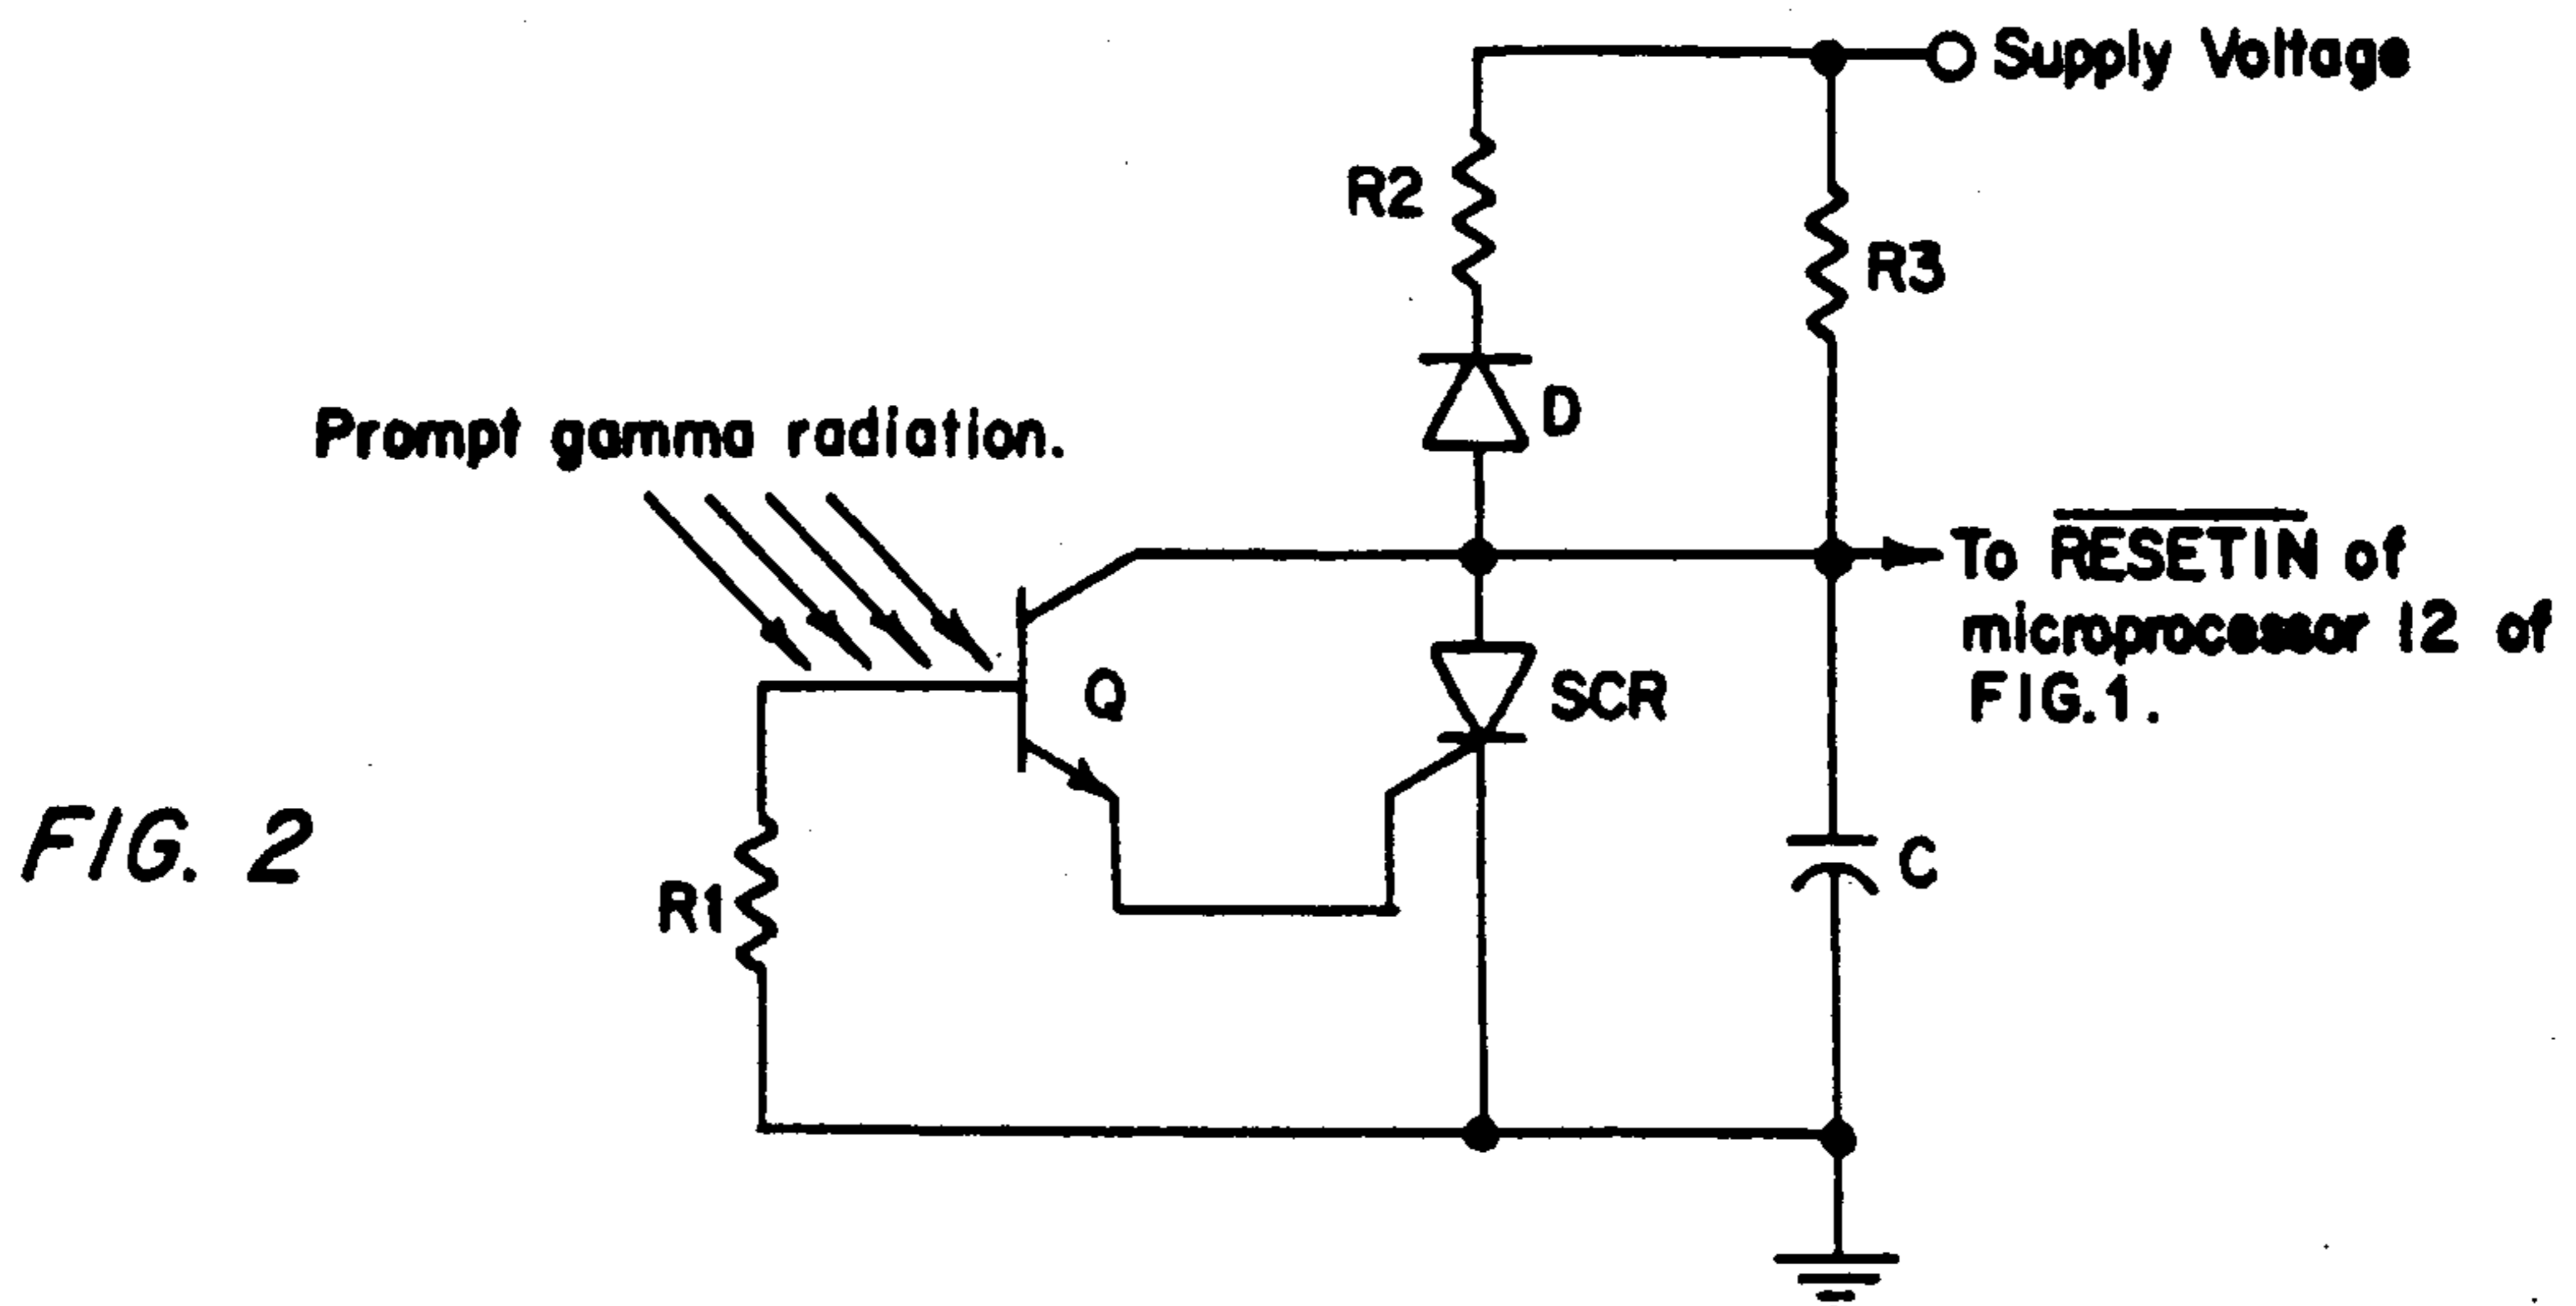 Supply Voltage
R2
R3
D
Prompt gamma radiation.
To RESETIN of
microprocessor 12 of
FIG.1.
Q
SCR
C
R1
FIG. 2